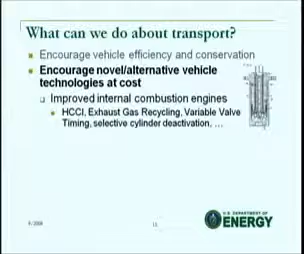 What can we do about transport?
Encourage vehicle efficiency and conservation
Encourage novel/alternative vehicle
technologies at cost
Improved internal combustion engines
HCCI, Exhaust Gas Recycling, Variable Valve
Timing, selective cylinder deactivation, …
U.S. DEPARTMENT OF
ENERGY